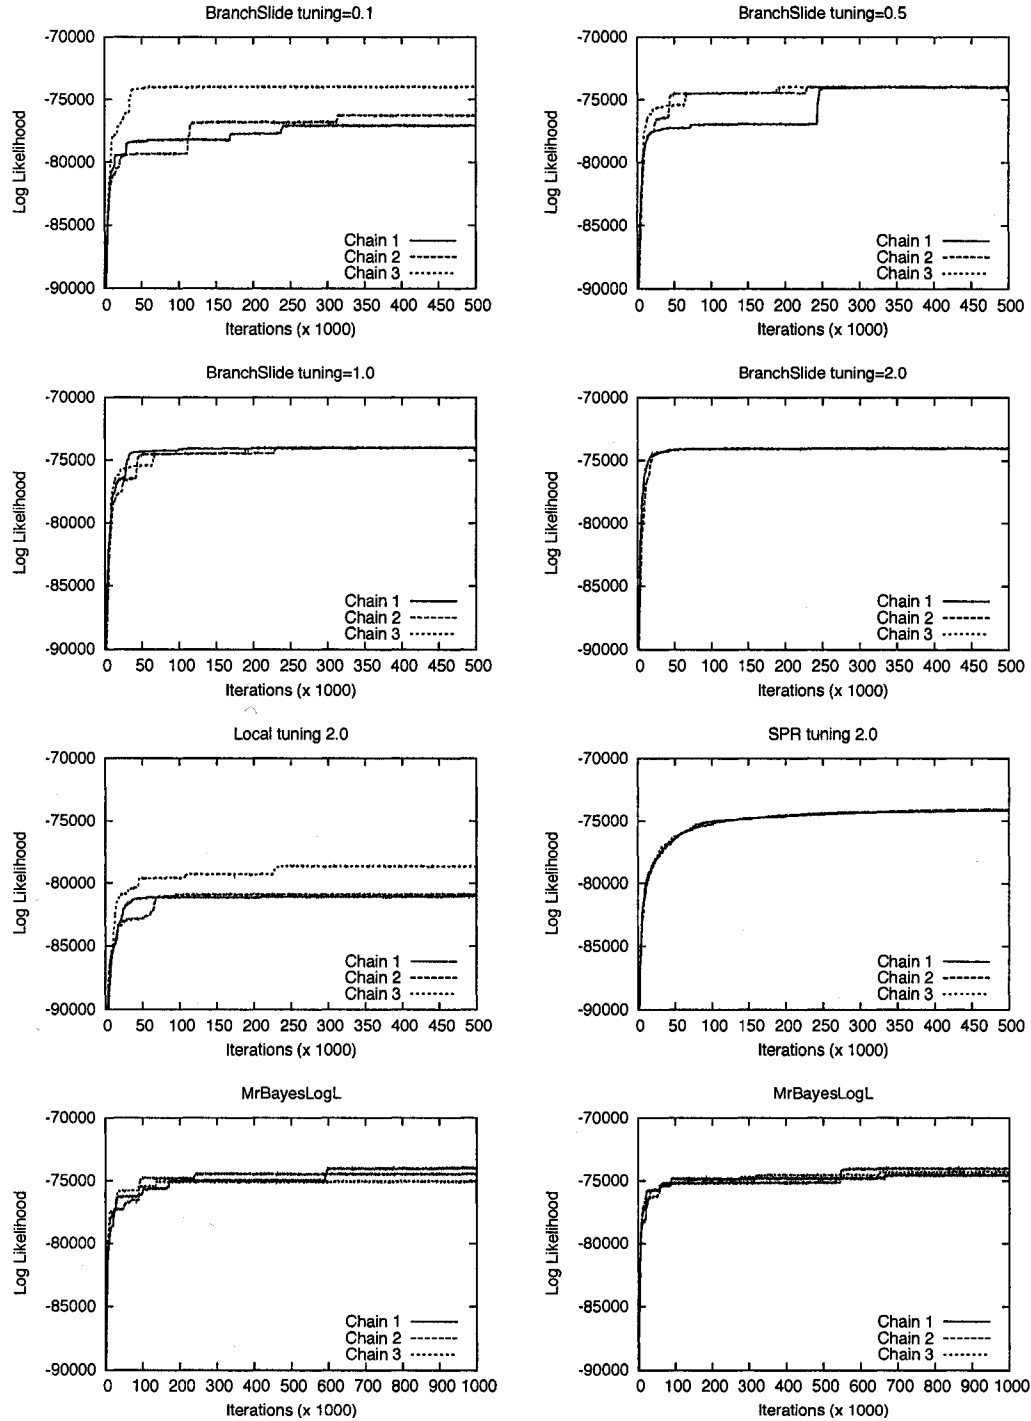 BranchSlide tuning=0.1
-70000
-75000
-80000
-85000
-90000
Log Likelihood
Chain 1
Chain 2
Chain 3
0 50 100 150 200 250 300 350 400 450 500
Iterations (x 1000)
BranchSlide tuning=0.5
-70000
-75000
-80000
-85000
-90000
Log Likelihood
Chain 1
Chain 2
Chain 3
0 50 100 150 200 250 300 350 400 450 500
Iterations (x 1000)
BranchSlide tuning=1.0
-70000
-75000
-80000
-85000
-90000
Log Likelihood
Chain 1
Chain 2
Chain 3
0 50 100 150 200 250 300 350 400 450 500
Iterations (x 1000)
BranchSlide tuning=2.0
-70000
-75000
-80000
-85000
-90000
Log Likelihood
Chain 1
Chain 2
Chain 3
0 50 100 150 200 250 300 350 400 450 500
Iterations (x 1000)
Local tuning 2.0
-70000
-75000
-80000
-85000
-90000
Log Likelihood
Chain 1
Chain 2
Chain 3
0 50 100 150 200 250 300 350 400 450 500
Iterations (x 1000)
SPR tuning 2.0
-70000
-75000
-80000
-85000
-90000
Log Likelihood
Chain 1
Chain 2
Chain 3
0 50 100 150 200 250 300 350 400 450 500
Iterations (x 1000)
MrBayesLogL
-70000
-75000
-80000
-85000
-90000
Log Likelihood
Chain 1
Chain 2
Chain 3
0 100 200 300 400 500 600 700 800 900 1000
Iterations (x 1000)
MrBayesLogL
-70000
-75000
-80000
-85000
-90000
Log Likelihood
Chain 1
Chain 2
Chain 3
0 100 200 300 400 500 600 700 800 900 1000
Iterations (x 1000)